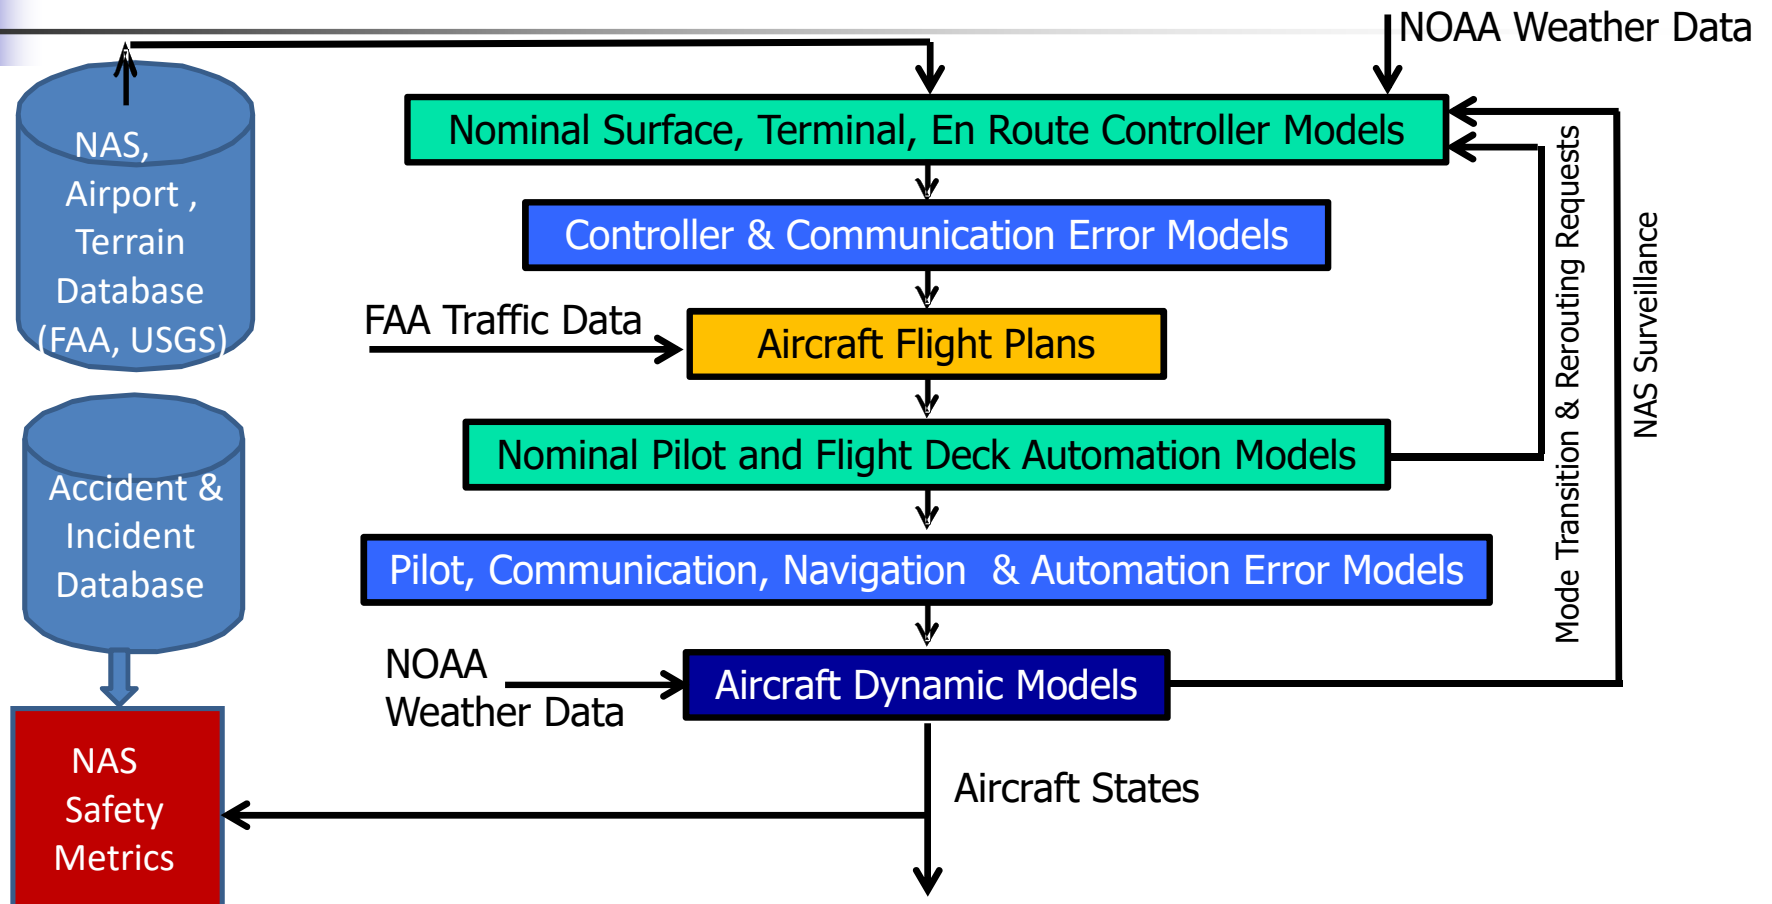 NOAA Weather Data
NAS,
Airport ,
Terrain
Database
(FAA, USGS)
Nominal Surface, Terminal, En Route Controller Models
Controller & Communication Error Models
FAA Traffic Data
Aircraft Flight Plans
Nominal Pilot and Flight Deck Automation Models
Pilot, Communication, Navigation  & Automation Error Models
Mode Transition & Rerouting Requests
NAS Surveillance
Accident &
Incident
Database
NOAA
Weather Data
Aircraft Dynamic Models
Aircraft States
NAS
Safety
Metrics